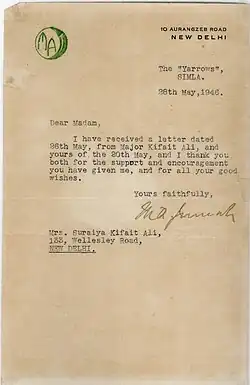 MAJ
10 AURANGZEB ROAD
NEW DELHI
The "Yarrows",
SIMLA.
28th May,1946.
Dear Madam,
I have received a letter dated
26th May, from Major Kifait Ali, and
yours of the 20th May, and I thank you
both for the support and encouragement
you have given me, and for all your good
wishes.
Yours faithfully,
M A Jinnah
Mrs. Suraiya Kifait Ali,
153, Wellesley Road,
NEW DELHI.